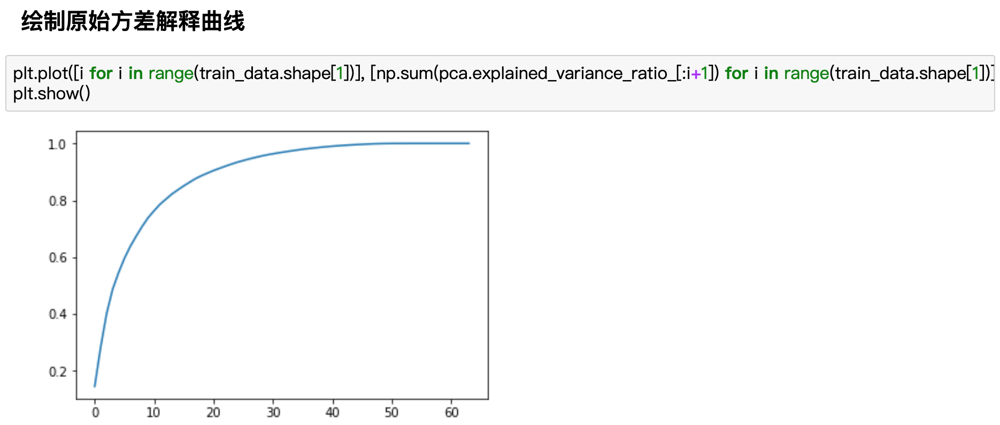 绘制原始方差解释曲线
plt.plot([i for i in range(train_data.shape[1])], [np.sum(pca.explained_variance_ratio_[:i+1]) for i in range(train_data.shape[1])]
plt.show()
1.0
0.8
0.6
0.4
0.2
0 10 20 30 40 50 60